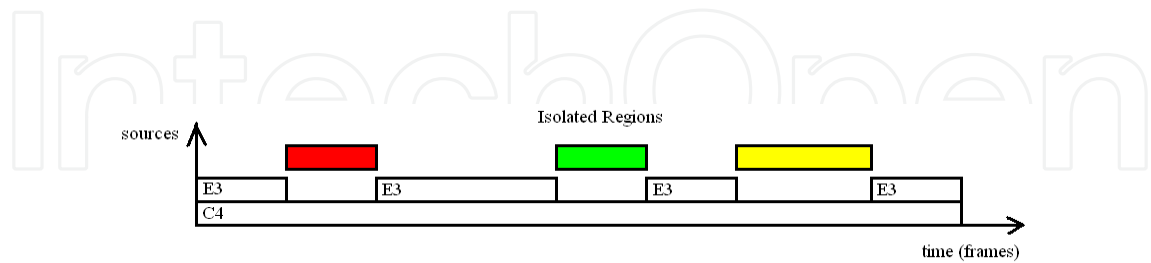 IntechOpen
Isolated Regions
sources
E3
E3
E3
E3
C4
time (frames)